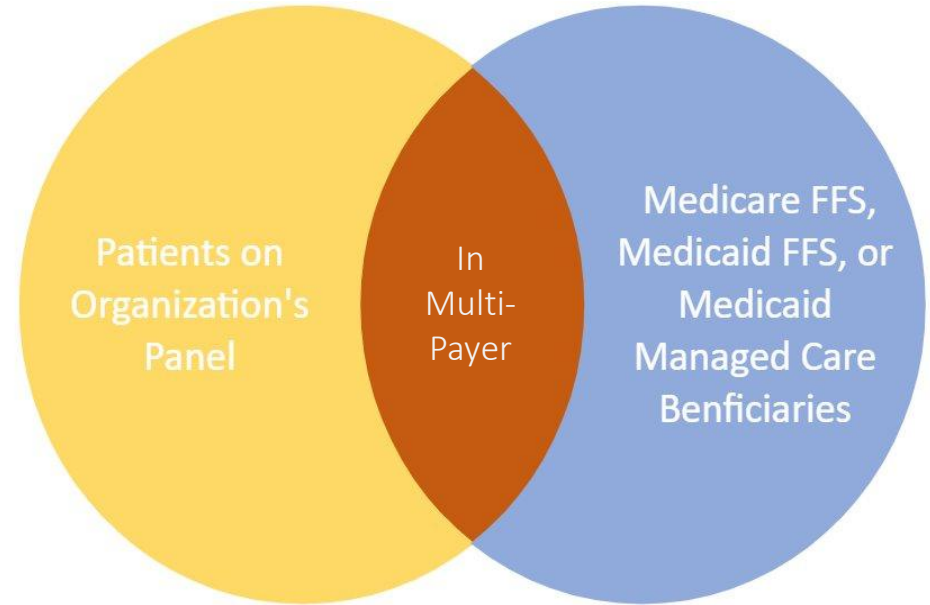 Patients on
Organization's
Panel
In
Multi-
Payer
Medicare FFS,
Medicaid FFS, or
Medicaid
Managed Care
Benficiaries